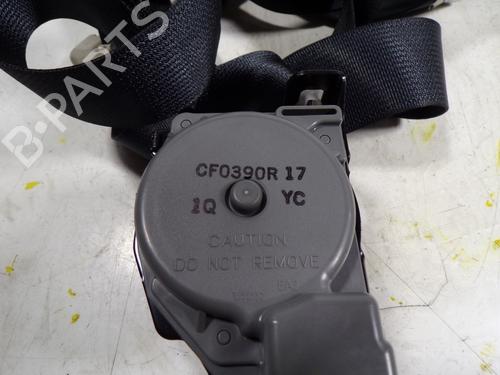 B-PARTS
CF0390R 17
1Q YC
CAUTION
DO NOT REMOVE